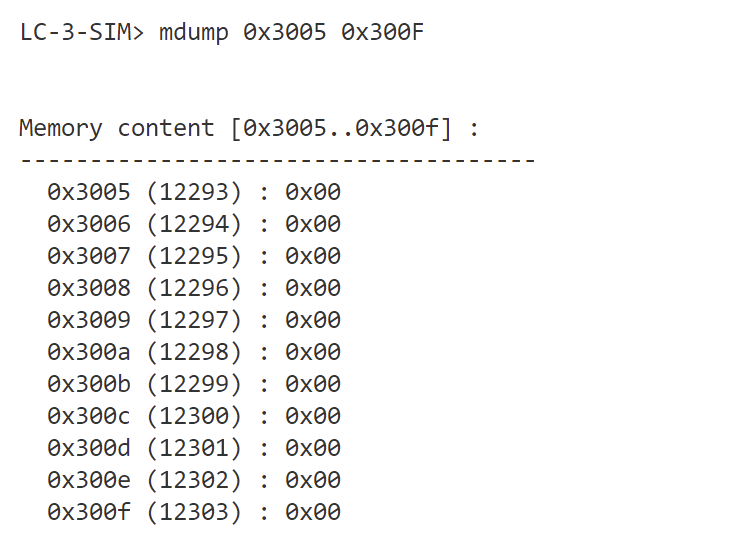 LC-3-SIM> mdump 0x3005 0x300F
Memory content [0x3005..0x300f] :
-------------------------------------
0x3005 (12293) : 0x00
0x3006 (12294) : 0x00
0x3007 (12295) : 0x00
0x3008 (12296) : 0x00
0x3009 (12297) : 0x00
0x300a (12298) : 0x00
0x300b (12299) : 0x00
0x300c (12300) : 0x00
0x300d (12301) : 0x00
0x300e (12302) : 0x00
0x300f (12303) : 0x00